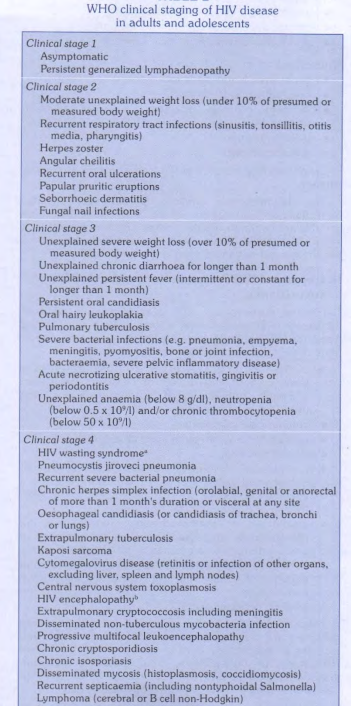 WHO clinical staging of HIV disease
in adults and adolescents
Clinical stage 1
Asymptomatic
Persistent generalized lymphadenopathy
Clinical stage 2
Moderate unexplained weight loss (under 10% of presumed or
measured body weight)
Recurrent respiratory tract infections (sinusitis, tonsillitis, otitis
media, pharyngitis)
Herpes zoster
Angular cheilitis
Recurrent oral ulcerations
Papular pruritic eruptions
Seborrhoeic dermatitis
Fungal nail infections
Clinical stage 3
Unexplained severe weight loss (over 10% of presumed or
measured body weight)
Unexplained chronic diarrhoea for longer than 1 month
Unexplained persistent fever (intermittent or constant for
longer than 1 month)
Persistent oral candidiasis
Oral hairy leukoplakia
Pulmonary tuberculosis
Severe bacterial infections (e.g. pneumonia, empyema,
meningitis, pyomyositis, bone or joint infection,
bacteraemia, severe pelvic inflammatory disease)
Acute necrotizing ulcerative stomatitis, gingivitis or
periodontitis
Unexplained anaemia (below 8 g/dl), neutropenia
(below 0.5 x 10⁹/l) and/or chronic thrombocytopenia
(below 50 x 10⁹/l)
Clinical stage 4
HIV wasting syndromeᵃ
Pneumocystis jiroveci pneumonia
Recurrent severe bacterial pneumonia
Chronic herpes simplex infection (orolabial, genital or anorectal
of more than 1 month's duration or visceral at any site
Oesophageal candidiasis (or candidiasis of trachea, bronchi
or lungs)
Extrapulmonary tuberculosis
Kaposi sarcoma
Cytomegalovirus disease (retinitis or infection of other organs,
excluding liver, spleen and lymph nodes)
Central nervous system toxoplasmosis
HIV encephalopathyᵇ
Extrapulmonary cryptococcosis including meningitis
Disseminated non-tuberculous mycobacteria infection
Progressive multifocal leukoencephalopathy
Chronic cryptosporidiosis
Chronic isosporiasis
Disseminated mycosis (histoplasmosis, coccidiomycosis)
Recurrent septicaemia (including nontyphoidal Salmonella)
Lymphoma (cerebral or B cell non-Hodgkin)